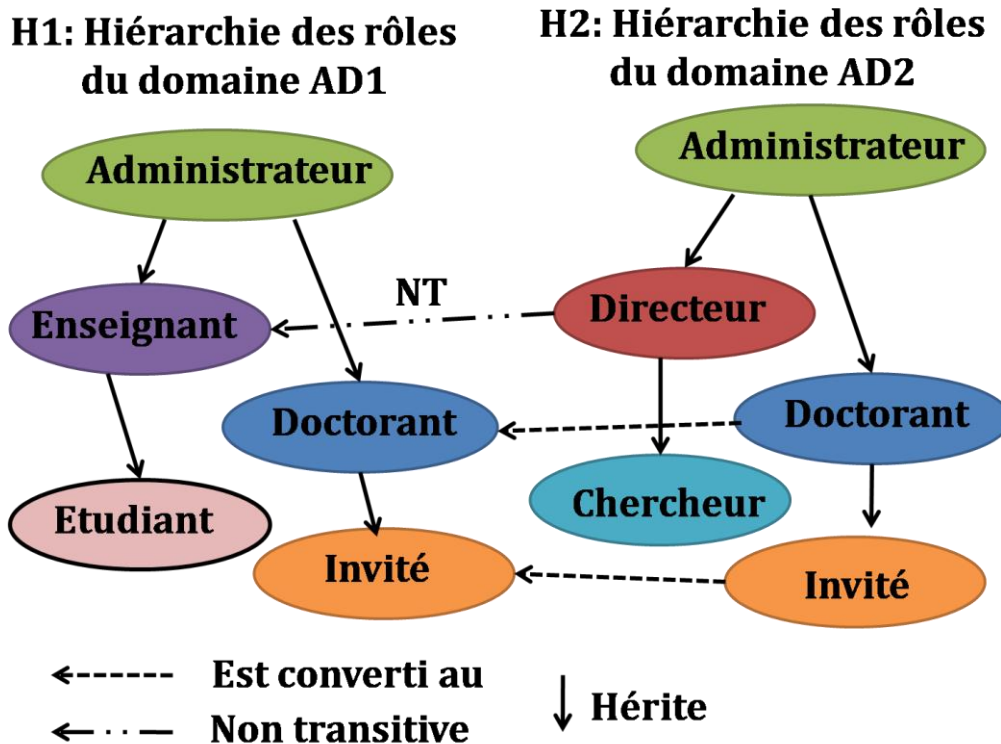 H1: Hiérarchie des rôles
du domaine AD1
H2: Hiérarchie des rôles
du domaine AD2
Administrateur
Administrateur
Enseignant
NT
Directeur
Doctorant
Doctorant
Etudiant
Chercheur
Invité
Invité
Est converti au
Non transitive
Hérite